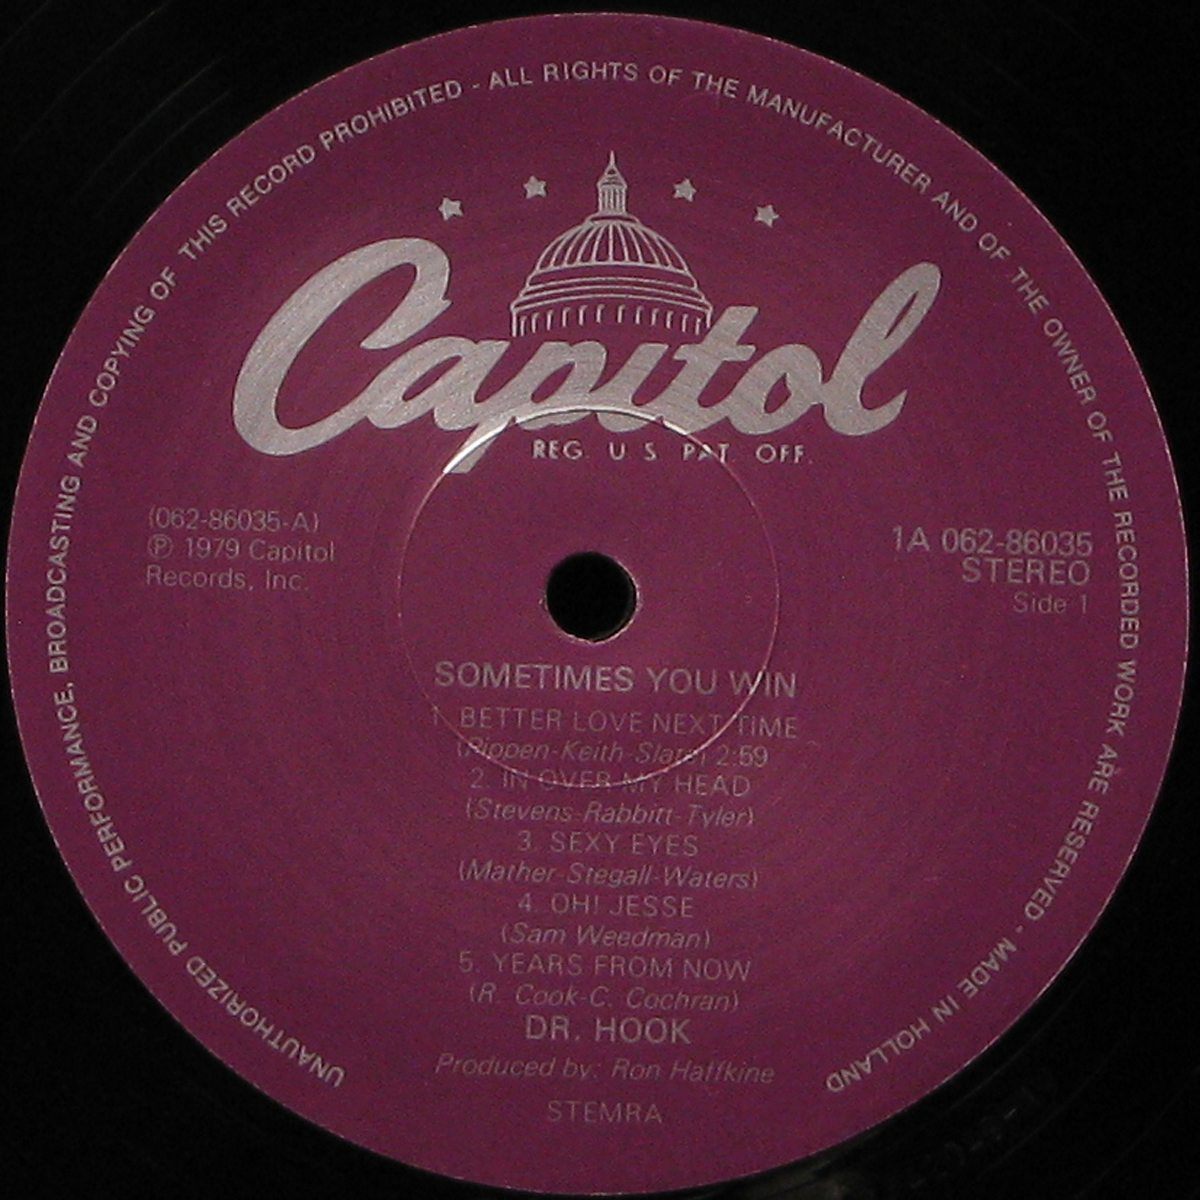 UNAUTHORIZED PUBLIC PERFORMANCE, BROADCASTING AND COPYING OF THIS RECORD PROHIBITED - ALL RIGHTS OF THE MANUFACTURER AND OF THE OWNER OF THE RECORDED WORK ARE RESERVED - MADE IN HOLLAND
Capitol
REG. U S PAT. OFF.
(062-86035-A)
Ⓟ 1979 Capitol
Records, Inc.
1A 062-86035
STEREO
Side 1
SOMETIMES YOU WIN
1. BETTER LOVE NEXT TIME
(Pippen-Keith-Slate) 2:59
2. IN OVER MY HEAD
(Stevens-Rabbitt-Tyler)
3. SEXY EYES
(Mather-Stegall-Waters)
4. OH! JESSE
(Sam Weedman)
5. YEARS FROM NOW
(R. Cook-C. Cochran)
DR. HOOK
Produced by: Ron Haffkine
STEMRA